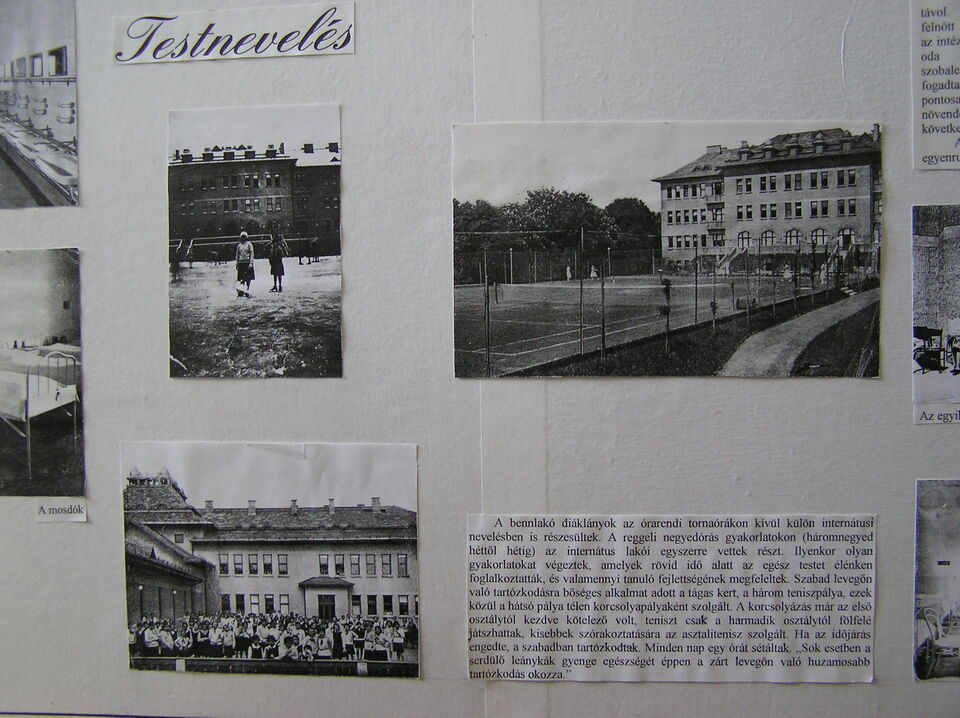 Testnevelés
távol.
felnőtt
az intéz
oda
szobale
fogadta
pontosa
növende
követke
A
egyenru
A mosdók
Az egyik
A bennlakó diáklányok az órarendi tornaórákon kívül külön internátusi
nevelésben is részesültek. A reggeli negyedórás gyakorlatokon (háromnegyed
héttől hétig) az internátus lakói egyszerre vettek részt. Ilyenkor olyan
gyakorlatokat végeztek, amelyek rövid idő alatt az egész testet élénken
foglalkoztatták, és valamennyi tanuló fejlettségének megfeleltek. Szabad levegőn
való tartózkodásra bőséges alkalmat adott a tágas kert, a három teniszpálya, ezek
közül a hátsó pálya télen korcsolyapályaként szolgált. A korcsolyázás már az első
osztálytól kezdve kötelező volt, teniszt csak a harmadik osztálytól fölfelé
játszhattak, kisebbek szórakoztatására az asztalitenisz szolgált. Ha az időjárás
engedte, a szabadban tartózkodtak. Minden nap egy órát sétáltak. „Sok esetben a
serdülő leánykák gyenge egészségét éppen a zárt levegőn való huzamosabb
tartózkodás okozza.”